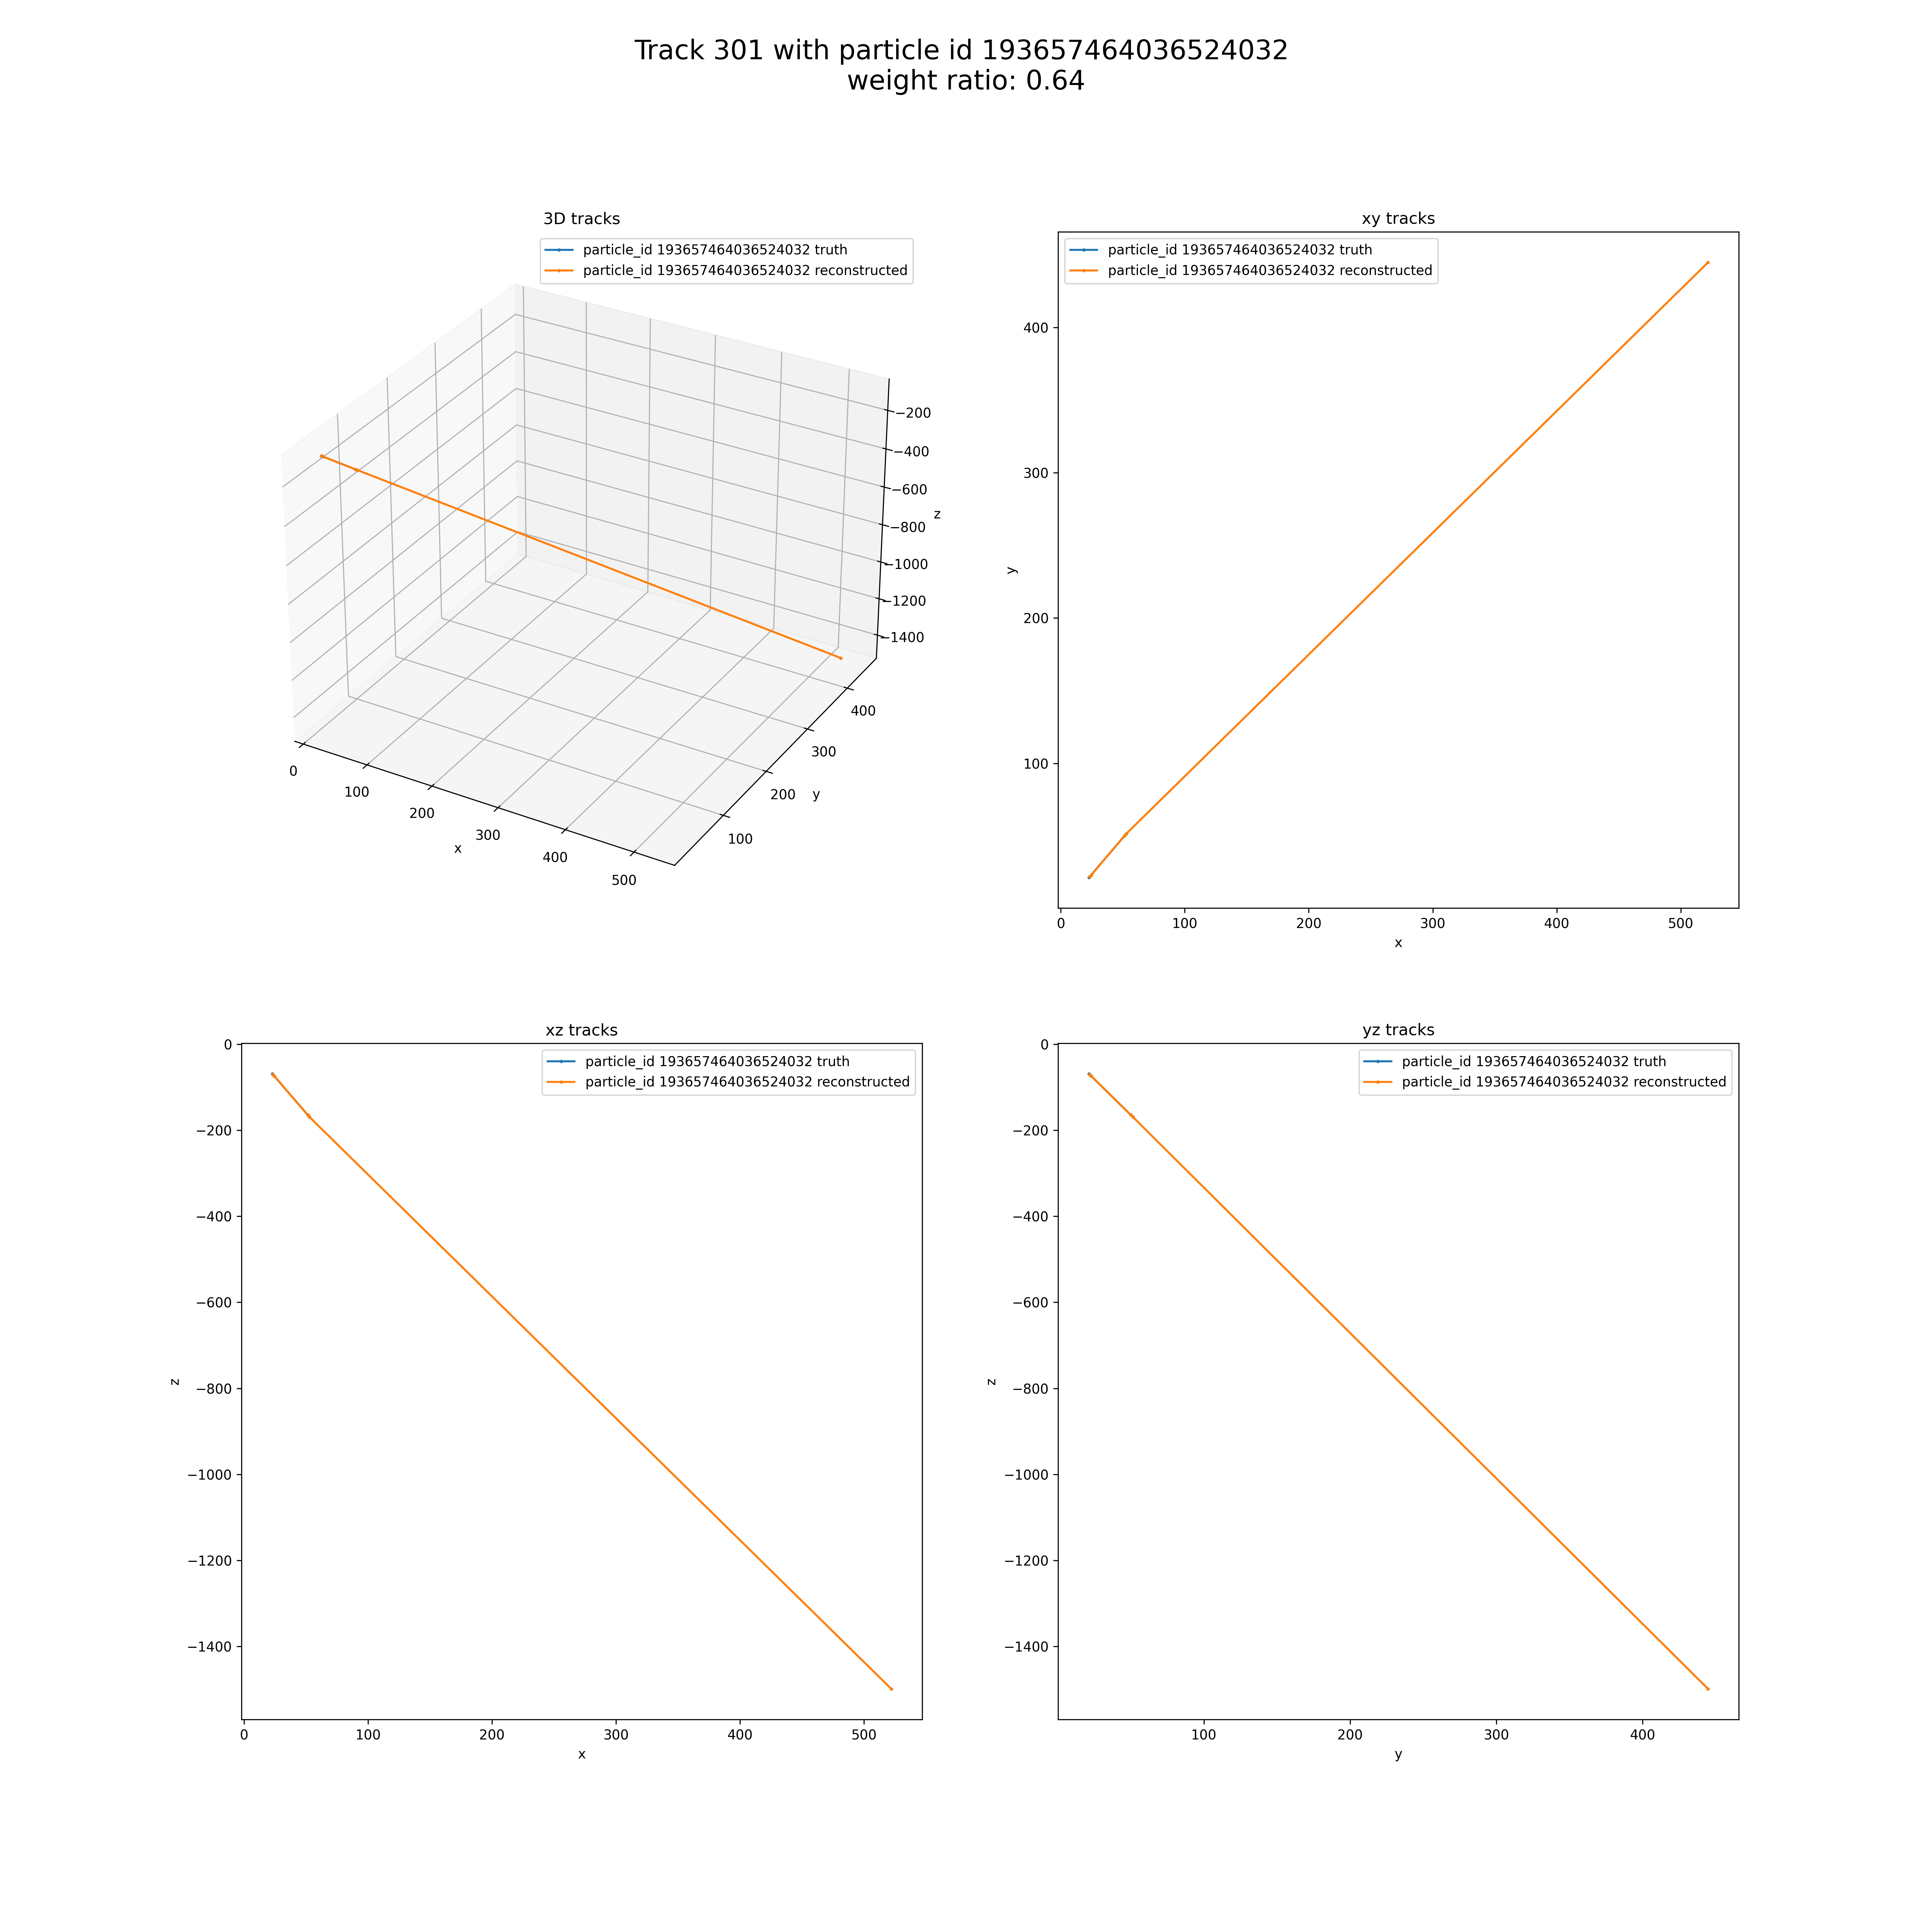 Track 301 with particle id 193657464036524032
weight ratio: 0.64
3D tracks
particle_id 193657464036524032 truth
particle_id 193657464036524032 reconstructed
−200
−400
−600
−800
−1000
−1200
−1400
z
0
100
200
300
400
500
x
100
200
300
400
y
xy tracks
particle_id 193657464036524032 truth
particle_id 193657464036524032 reconstructed
400
300
200
100
y
0 100 200 300 400 500
x
xz tracks
particle_id 193657464036524032 truth
particle_id 193657464036524032 reconstructed
0
−200
−400
−600
−800
−1000
−1200
−1400
z
0 100 200 300 400 500
x
yz tracks
particle_id 193657464036524032 truth
particle_id 193657464036524032 reconstructed
0
−200
−400
−600
−800
−1000
−1200
−1400
z
100 200 300 400
y